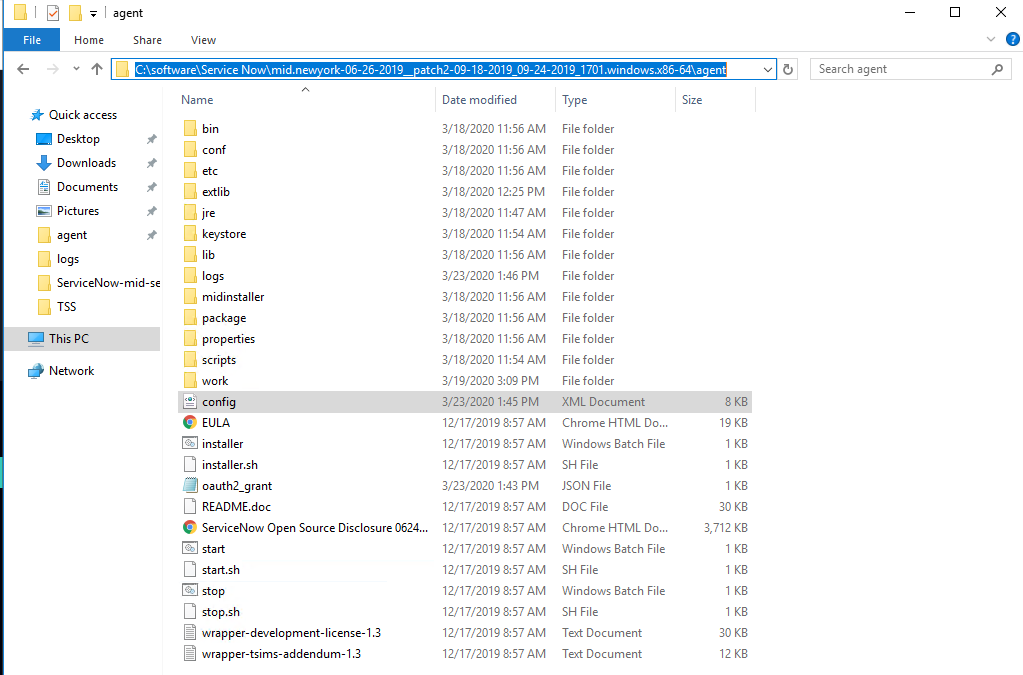 agent
File Home Share View
C:\software\Service Now\mid.newyork-06-26-2019__patch2-09-18-2019_09-24-2019_1701.windows.x86-64\agent Search agent
Name Date modified Type Size
Quick access
Desktop
Downloads
Documents
Pictures
agent
logs
ServiceNow-mid-se
TSS
This PC
Network
bin 3/18/2020 11:56 AM File folder
conf 3/18/2020 11:56 AM File folder
etc 3/18/2020 11:56 AM File folder
extlib 3/18/2020 12:25 PM File folder
jre 3/18/2020 11:47 AM File folder
keystore 3/18/2020 11:54 AM File folder
lib 3/18/2020 11:56 AM File folder
logs 3/23/2020 1:46 PM File folder
midinstaller 3/18/2020 11:56 AM File folder
package 3/18/2020 11:56 AM File folder
properties 3/18/2020 11:56 AM File folder
scripts 3/18/2020 11:54 AM File folder
work 3/19/2020 3:09 PM File folder
config 3/23/2020 1:45 PM XML Document 8 KB
EULA 12/17/2019 8:57 AM Chrome HTML Do... 19 KB
installer 12/17/2019 8:57 AM Windows Batch File 1 KB
installer.sh 12/17/2019 8:57 AM SH File 1 KB
oauth2_grant 3/23/2020 1:43 PM JSON File 1 KB
README.doc 12/17/2019 8:57 AM DOC File 30 KB
ServiceNow Open Source Disclosure 0624... 12/17/2019 8:57 AM Chrome HTML Do... 3,712 KB
start 12/17/2019 8:57 AM Windows Batch File 1 KB
start.sh 12/17/2019 8:57 AM SH File 1 KB
stop 12/17/2019 8:57 AM Windows Batch File 1 KB
stop.sh 12/17/2019 8:57 AM SH File 1 KB
wrapper-development-license-1.3 12/17/2019 8:57 AM Text Document 30 KB
wrapper-tsims-addendum-1.3 12/17/2019 8:57 AM Text Document 12 KB